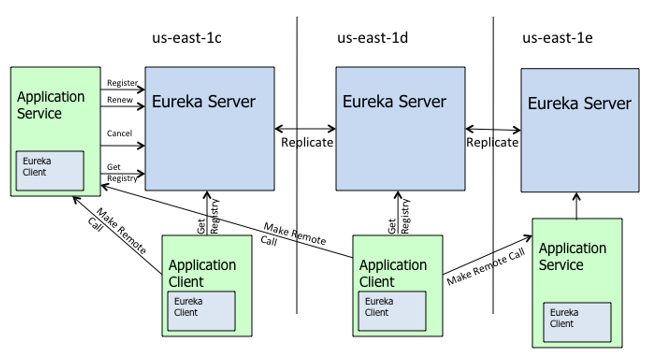 us-east-1c
us-east-1d
us-east-1e
Application
Service
Eureka
Client
Register
Renew
Cancel
Get
Registry
Eureka Server
Replicate
Eureka Server
Replicate
Eureka Server
Make Remote
Call
Get
Registry
Make Remote
Call
Get
Registry
Make Remote Call
Application
Client
Eureka
Client
Application
Client
Eureka
Client
Application
Service
Eureka
Client